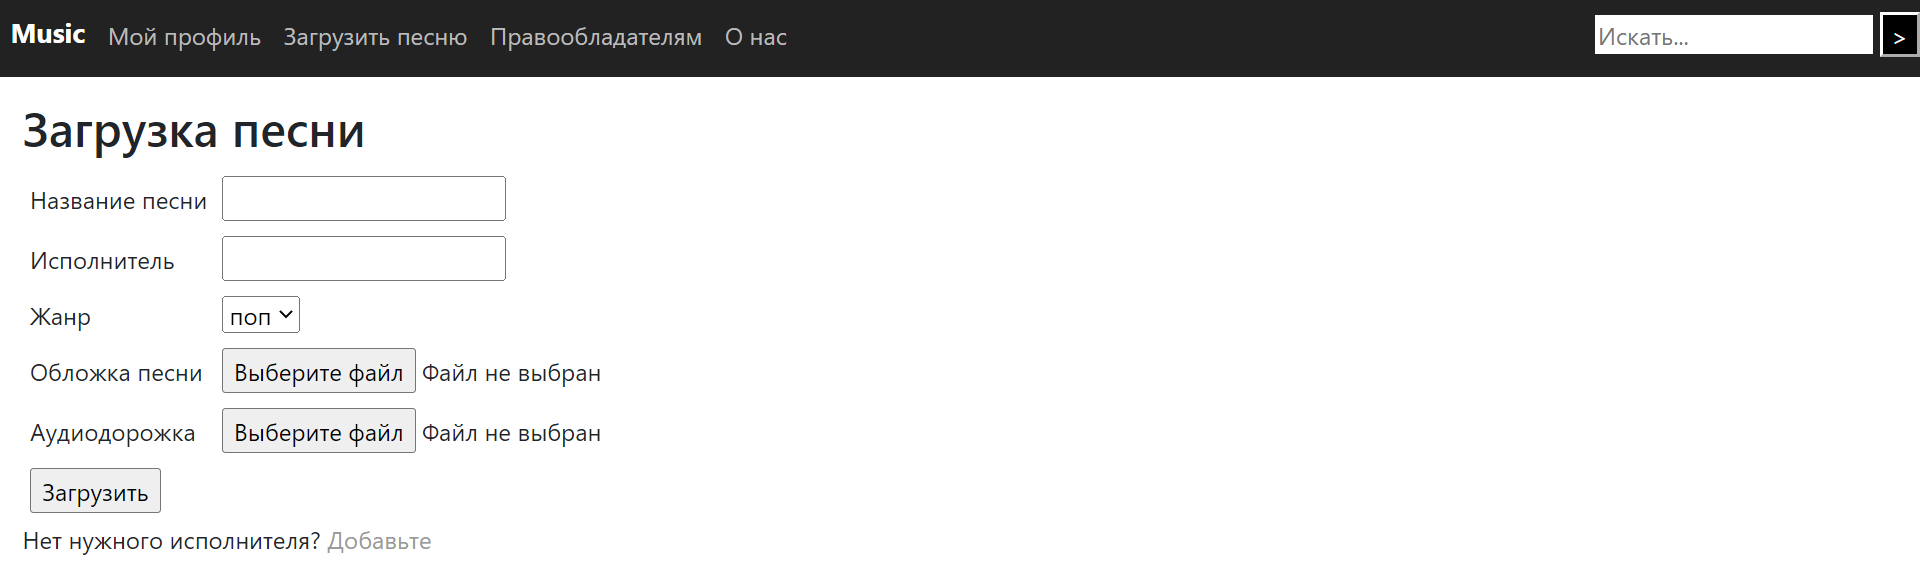 Music Мой профиль Загрузить песню Правообладателям О нас Искать... >
Загрузка песни
Название песни
Исполнитель
Жанр поп
Обложка песни Выберите файл Файл не выбран
Аудиодорожка Выберите файл Файл не выбран
Загрузить
Нет нужного исполнителя? Добавьте